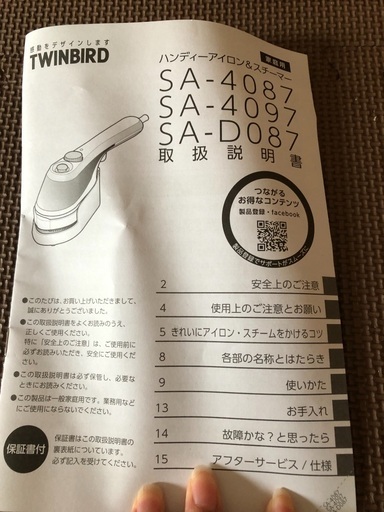 感動をデザインします
TWINBIRD
ハンディーアイロン&スチーマー
家庭用
SA-4087
SA-4097
SA-D087
取扱説明書
つながる
お得なコンテンツ
製品登録・facebook
製品登録でサポートがスムーズに
●このたびは、お買い上げいただきまして、
誠にありがとうございました。
●この取扱説明書をよくお読みのうえ、
正しくご使用ください。
特に「安全上のご注意」は、ご使用前に
必ずお読みいただき、安全にご使用くだ
さい。
●この取扱説明書は必ず保管し、必要な
ときにお読みください。
●この製品は一般家庭用です。業務用など
にご使用にならないでください。
保証書付
保証書はこの取扱説明書の
裏表紙についています。
必ず記入を受けてください。
2 安全上のご注意
4 使用上のご注意とお願い
5 きれいにアイロン・スチームをかけるコツ
8 各部の名称とはたらき
9 使いかた
13 お手入れ
14 故障かな?と思ったら
15 アフターサービス/仕様